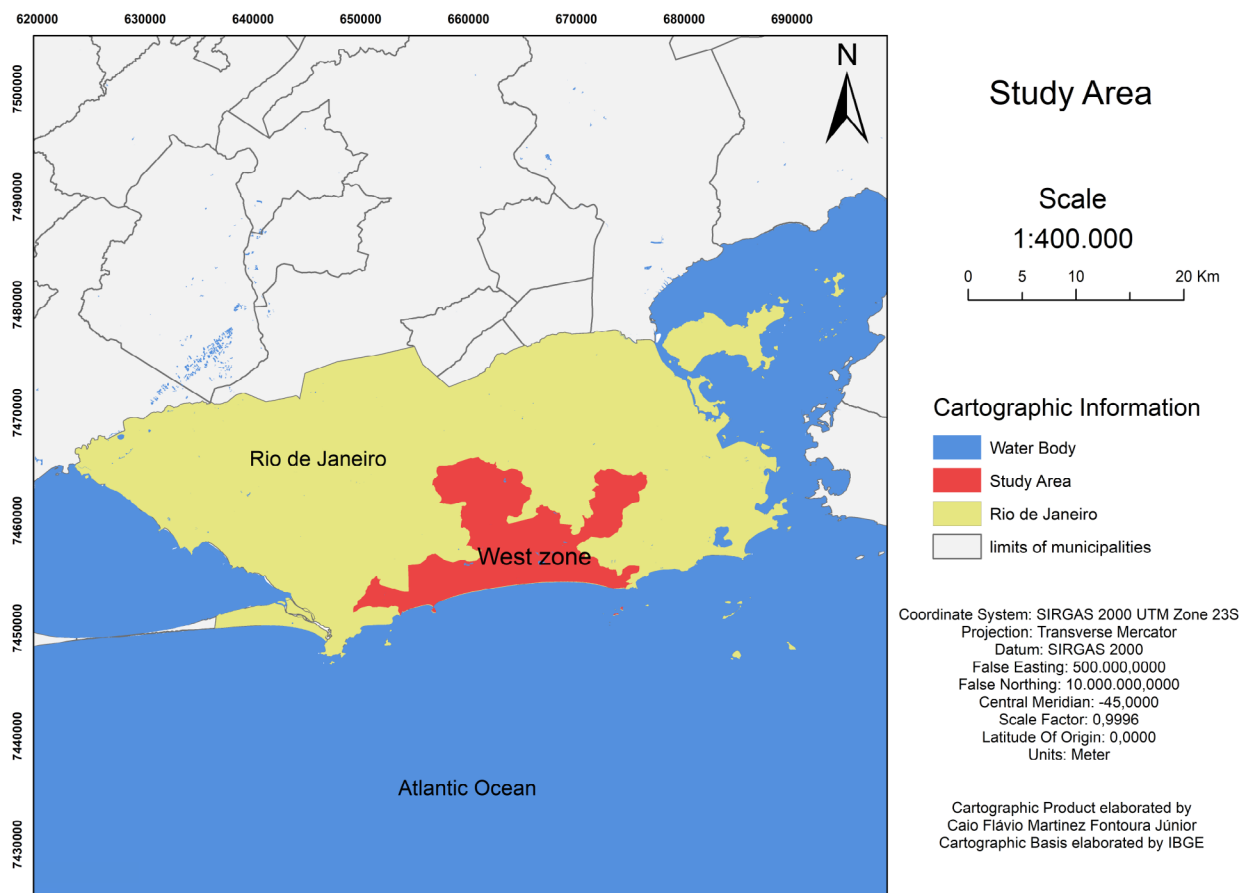 620000 630000 640000 650000 660000 670000 680000 690000
7500000
7490000
7480000
7470000
7460000
7450000
7440000
7430000
N
Rio de Janeiro
West zone
Atlantic Ocean
Study Area
Scale
1:400.000
0 5 10 20 Km
Cartographic Information
Water Body
Study Area
Rio de Janeiro
limits of municipalities
Coordinate System: SIRGAS 2000 UTM Zone 23S
Projection: Transverse Mercator
Datum: SIRGAS 2000
False Easting: 500.000,0000
False Northing: 10.000.000,0000
Central Meridian: -45,0000
Scale Factor: 0,9996
Latitude Of Origin: 0,0000
Units: Meter
Cartographic Product elaborated by
Caio Flávio Martinez Fontoura Júnior
Cartographic Basis elaborated by IBGE